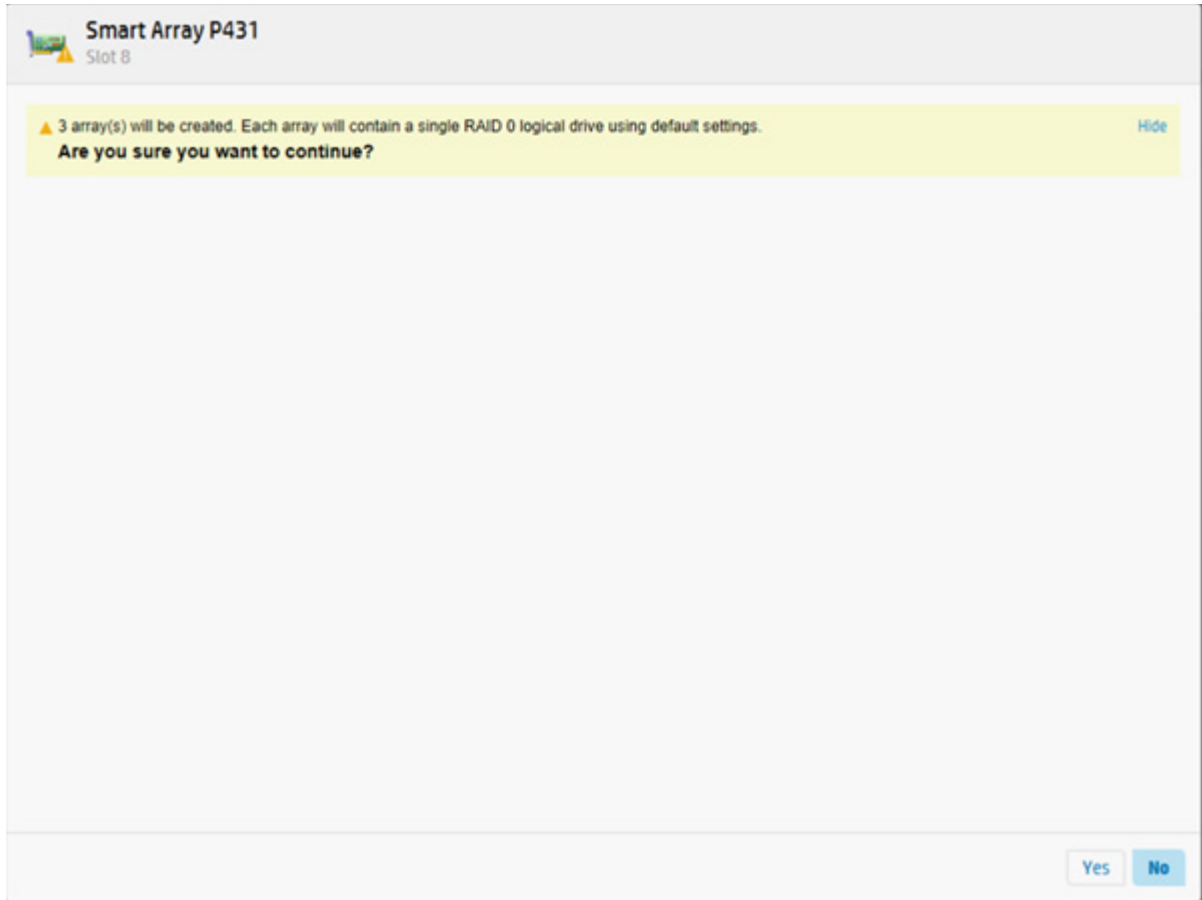 Smart Array P431
Slot 8
3 array(s) will be created. Each array will contain a single RAID 0 logical drive using default settings. Hide
Are you sure you want to continue?
Yes No